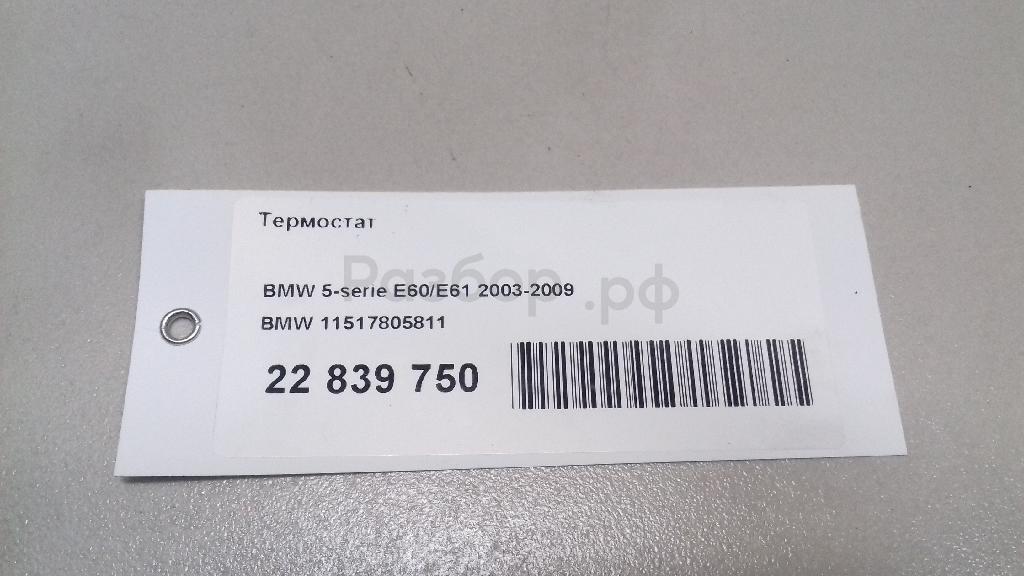 Термостат
Разбор.рф
BMW 5-serie E60/E61 2003-2009
BMW 11517805811
22 839 750